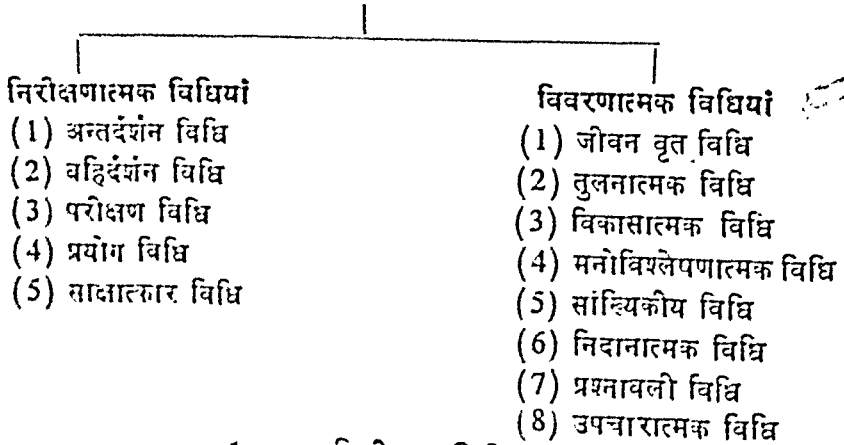 निरीक्षणात्मक विधियां
(1) अन्तर्दर्शन विधि
(2) वहिर्दर्शन विधि
(3) परीक्षण विधि
(4) प्रयोग विधि
(5) साक्षात्कार विधि
विवरणात्मक विधियां
(1) जीवन वृत विधि
(2) तुलनात्मक विधि
(3) विकासात्मक विधि
(4) मनोविश्लेषणात्मक विधि
(5) सांख्यिकीय विधि
(6) निदानात्मक विधि
(7) प्रश्नावली विधि
(8) उपचारात्मक विधि